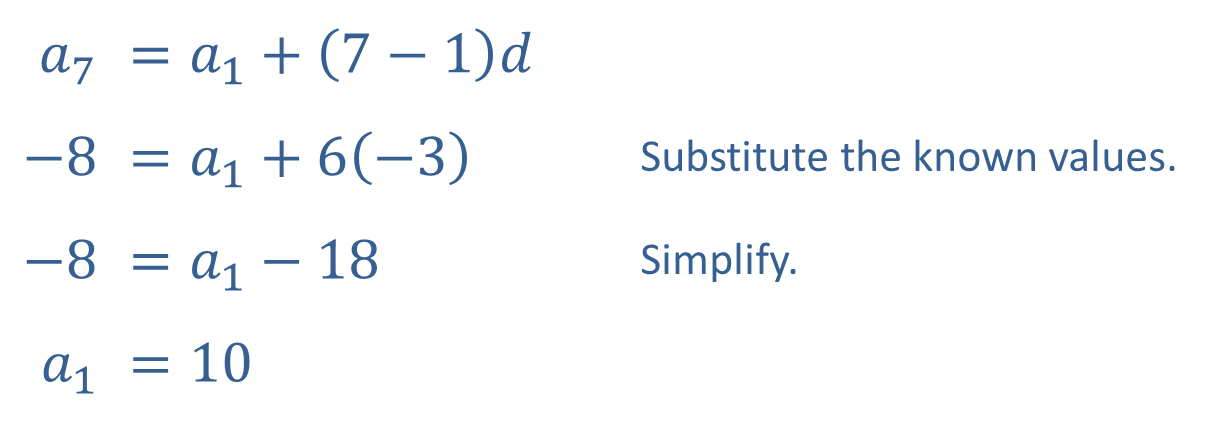 a₇ = a₁ + (7 − 1)d
−8 = a₁ + 6(−3) Substitute the known values.
−8 = a₁ − 18 Simplify.
a₁ = 10